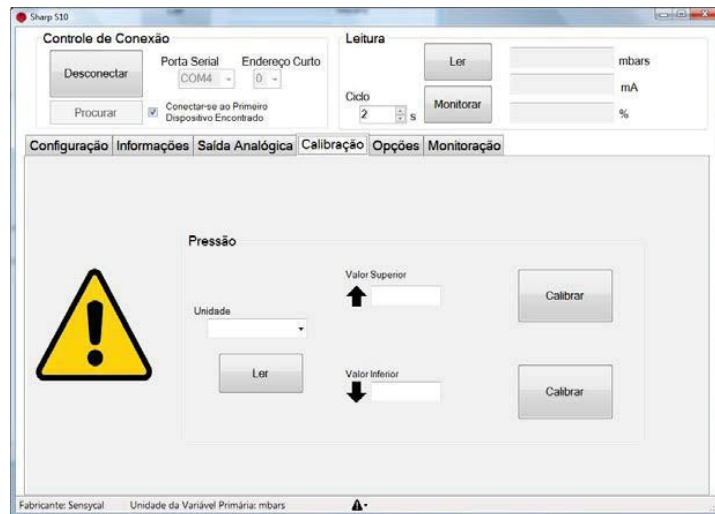 Sharp S10
Controle de Conexão
Desconectar
Porta Serial
COM4
Endereço Curto
0
Procurar
Conectar-se ao Primeiro
Dispositivo Encontrado
Leitura
Ler
mbars
mA
Ciclo
2
s
Monitorar
%
Configuração Informações Saída Analógica Calibração Opções Monitoração
Pressão
Unidade
Ler
Valor Superior
Calibrar
Valor Inferior
Calibrar
Fabricante: Sensycal Unidade da Variável Primária: mbars